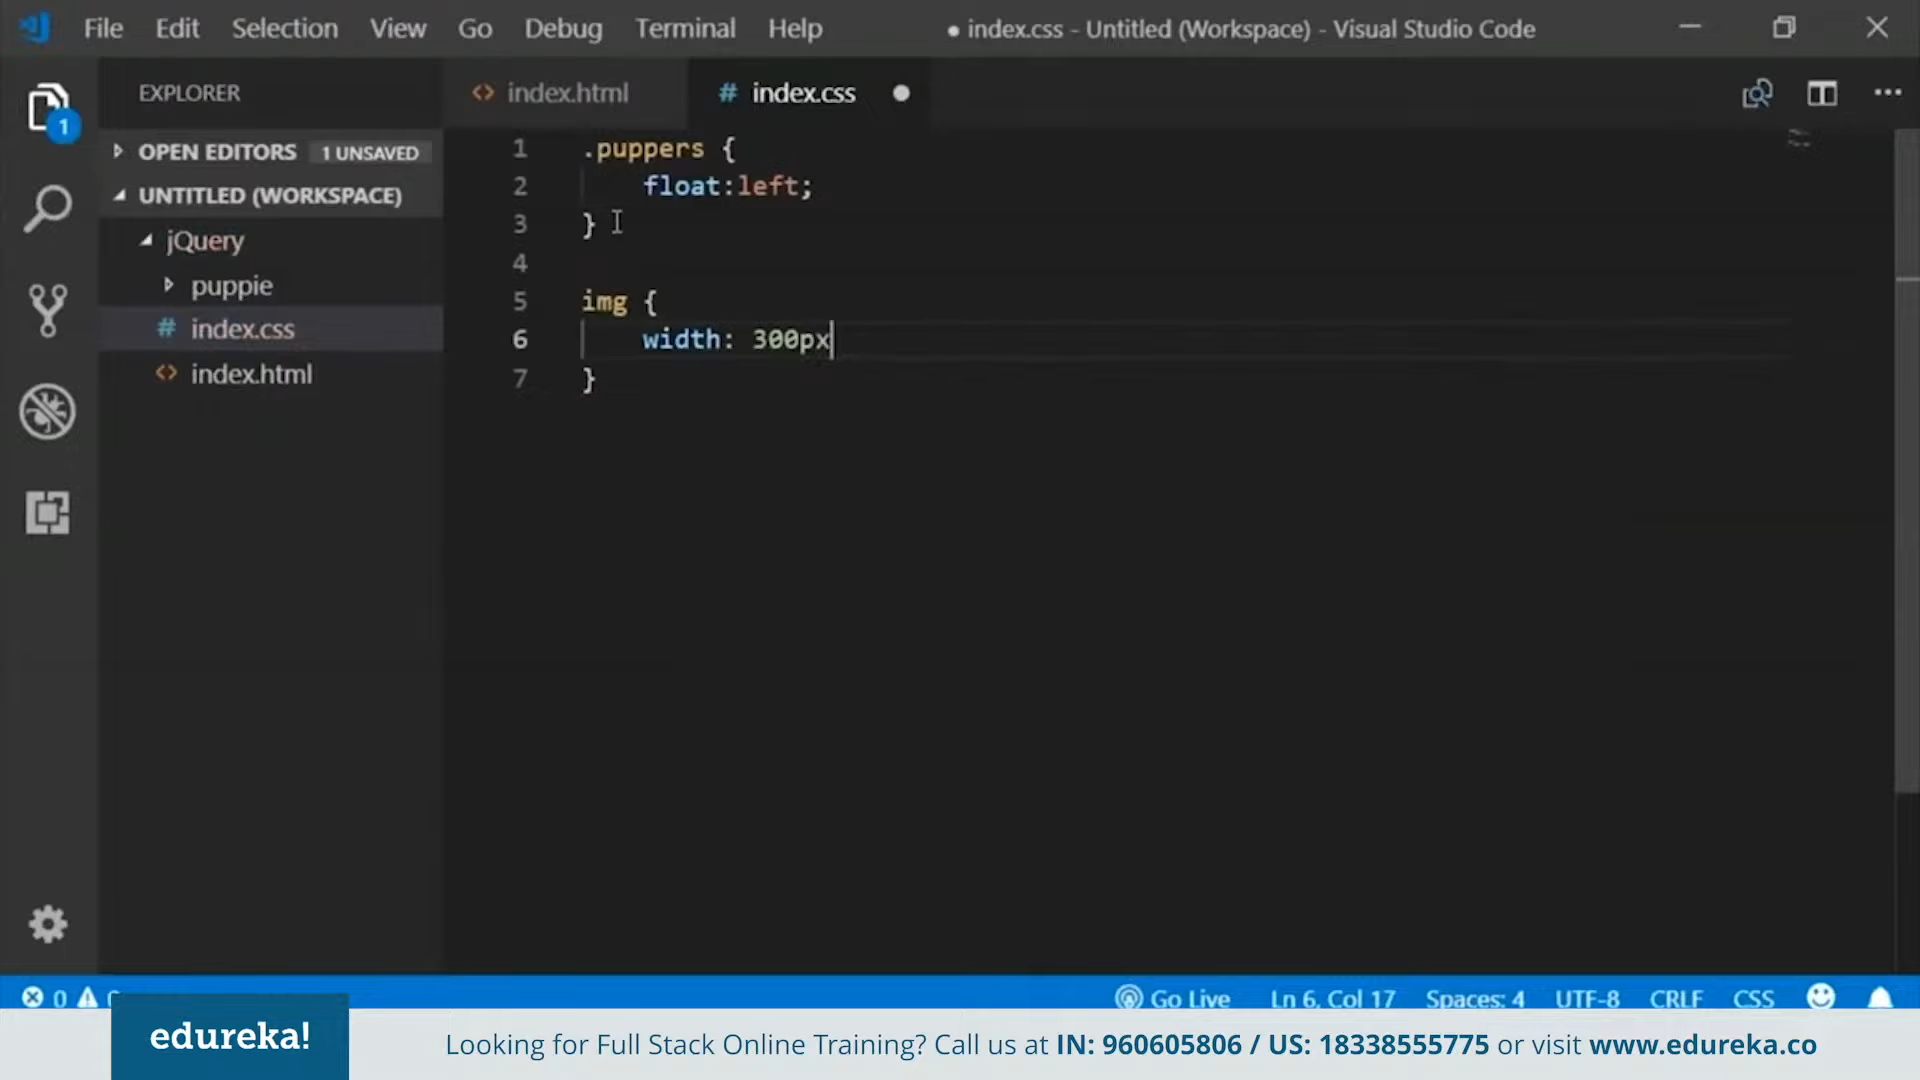 File Edit Selection View Go Debug Terminal Help ● index.css - Untitled (Workspace) - Visual Studio Code
EXPLORER
index.html
# index.css ●
1
OPEN EDITORS 1 UNSAVED
UNTITLED (WORKSPACE)
jQuery
puppie
# index.css
index.html
1 .puppers {
2 float:left;
3 }
4
5 img {
6 width: 300px
7 }
0
Go Live Ln 6, Col 17 Spaces: 4 UTF-8 CRLF CSS
edureka!
Looking for Full Stack Online Training? Call us at IN: 960605806 / US: 18338555775 or visit www.edureka.co